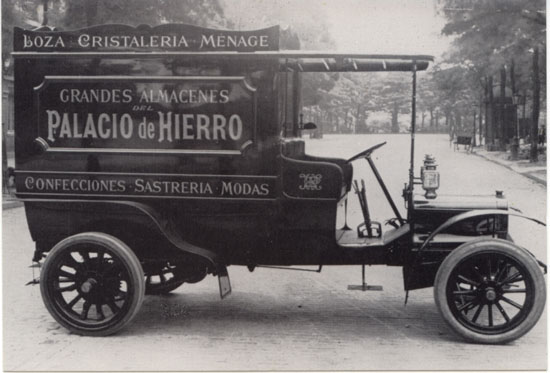 LOZA CRISTALERIA MENAGE
GRANDES ALMACENES
DEL
PALACIO de HIERRO
CONFECCIONES · SASTRERIA · MODAS